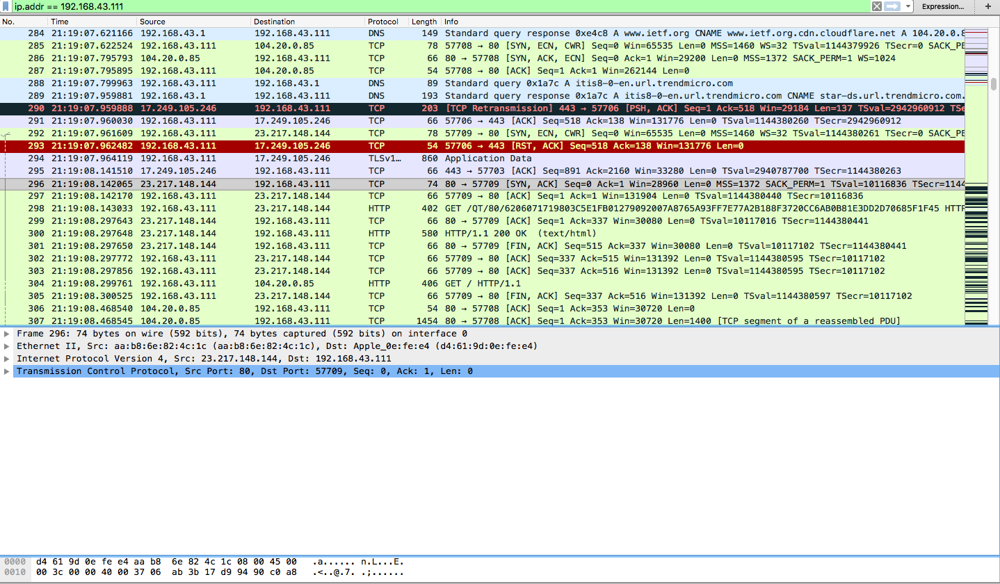 ip.addr == 192.168.43.111 Expression... +
No. Time Source Destination Protocol Length Info
284 21:19:07.621166 192.168.43.1 192.168.43.111 DNS 149 Standard query response 0xe4c8 A www.ietf.org CNAME www.ietf.org.cdn.cloudflare.net A 104.20.0.8
285 21:19:07.622524 192.168.43.111 104.20.0.85 TCP 78 57708 → 80 [SYN, ECN, CWR] Seq=0 Win=65535 Len=0 MSS=1460 WS=32 TSval=1144379926 TSecr=0 SACK_PE
286 21:19:07.795793 104.20.0.85 192.168.43.111 TCP 66 80 → 57708 [SYN, ACK, ECN] Seq=0 Ack=1 Win=29200 Len=0 MSS=1372 SACK_PERM=1 WS=1024
287 21:19:07.795895 192.168.43.111 104.20.0.85 TCP 54 57708 → 80 [ACK] Seq=1 Ack=1 Win=262144 Len=0
288 21:19:07.799963 192.168.43.111 192.168.43.1 DNS 89 Standard query 0x1a7c A itis8-0-en.url.trendmicro.com
289 21:19:07.959881 192.168.43.1 192.168.43.111 DNS 193 Standard query response 0x1a7c A itis8-0-en.url.trendmicro.com CNAME star-ds.url.trendmicro.com.
290 21:19:07.959888 17.249.105.246 192.168.43.111 TCP 203 [TCP Retransmission] 443 → 57706 [PSH, ACK] Seq=1 Ack=518 Win=29184 Len=137 TSval=2942960912 TSe
291 21:19:07.960030 192.168.43.111 17.249.105.246 TCP 66 57706 → 443 [ACK] Seq=518 Ack=138 Win=131776 Len=0 TSval=1144380260 TSecr=2942960912
292 21:19:07.961609 192.168.43.111 23.217.148.144 TCP 78 57709 → 80 [SYN, ECN, CWR] Seq=0 Win=65535 Len=0 MSS=1460 WS=32 TSval=1144380261 TSecr=0 SACK_PE
293 21:19:07.962482 192.168.43.111 17.249.105.246 TCP 54 57706 → 443 [RST, ACK] Seq=518 Ack=138 Win=131776 Len=0
294 21:19:07.964119 192.168.43.111 17.249.105.246 TLSv1… 860 Application Data
295 21:19:08.141510 17.249.105.246 192.168.43.111 TCP 66 443 → 57703 [ACK] Seq=891 Ack=2160 Win=33280 Len=0 TSval=2940787700 TSecr=1144380263
296 21:19:08.142065 23.217.148.144 192.168.43.111 TCP 74 80 → 57709 [SYN, ACK] Seq=0 Ack=1 Win=28960 Len=0 MSS=1372 SACK_PERM=1 TSval=10116836 TSecr=1144
297 21:19:08.142170 192.168.43.111 23.217.148.144 TCP 66 57709 → 80 [ACK] Seq=1 Ack=1 Win=131904 Len=0 TSval=1144380440 TSecr=10116836
298 21:19:08.143033 192.168.43.111 23.217.148.144 HTTP 402 GET /QT/80/6206071719803C5E1FB01279092007A8765A93FF7E77A2B188F3720CC6AB0B81E3DD2D70685F1F45 HTTP
299 21:19:08.297643 23.217.148.144 192.168.43.111 TCP 66 80 → 57709 [ACK] Seq=1 Ack=337 Win=30080 Len=0 TSval=10117016 TSecr=1144380441
300 21:19:08.297648 23.217.148.144 192.168.43.111 HTTP 580 HTTP/1.1 200 OK (text/html)
301 21:19:08.297650 23.217.148.144 192.168.43.111 TCP 66 80 → 57709 [FIN, ACK] Seq=515 Ack=337 Win=30080 Len=0 TSval=10117102 TSecr=1144380441
302 21:19:08.297772 192.168.43.111 23.217.148.144 TCP 66 57709 → 80 [ACK] Seq=337 Ack=515 Win=131392 Len=0 TSval=1144380595 TSecr=10117102
303 21:19:08.297856 192.168.43.111 23.217.148.144 TCP 66 57709 → 80 [ACK] Seq=337 Ack=516 Win=131392 Len=0 TSval=1144380595 TSecr=10117102
304 21:19:08.299761 192.168.43.111 104.20.0.85 HTTP 406 GET / HTTP/1.1
305 21:19:08.300525 192.168.43.111 23.217.148.144 TCP 66 57709 → 80 [FIN, ACK] Seq=337 Ack=516 Win=131392 Len=0 TSval=1144380597 TSecr=10117102
306 21:19:08.468540 104.20.0.85 192.168.43.111 TCP 54 80 → 57708 [ACK] Seq=1 Ack=353 Win=30720 Len=0
307 21:19:08.468545 104.20.0.85 192.168.43.111 TCP 1454 80 → 57708 [ACK] Seq=1 Ack=353 Win=30720 Len=1400 [TCP segment of a reassembled PDU]
Frame 296: 74 bytes on wire (592 bits), 74 bytes captured (592 bits) on interface 0
Ethernet II, Src: aa:b8:6e:82:4c:1c (aa:b8:6e:82:4c:1c), Dst: Apple_0e:fe:e4 (d4:61:9d:0e:fe:e4)
Internet Protocol Version 4, Src: 23.217.148.144, Dst: 192.168.43.111
Transmission Control Protocol, Src Port: 80, Dst Port: 57709, Seq: 0, Ack: 1, Len: 0
0000 d4 61 9d 0e fe e4 aa b8 6e 82 4c 1c 08 00 45 00 .a...... n.L...E.
0010 00 3c 00 00 40 00 37 06 ab 3b 17 d9 94 90 c0 a8 .<..@.7. .;......